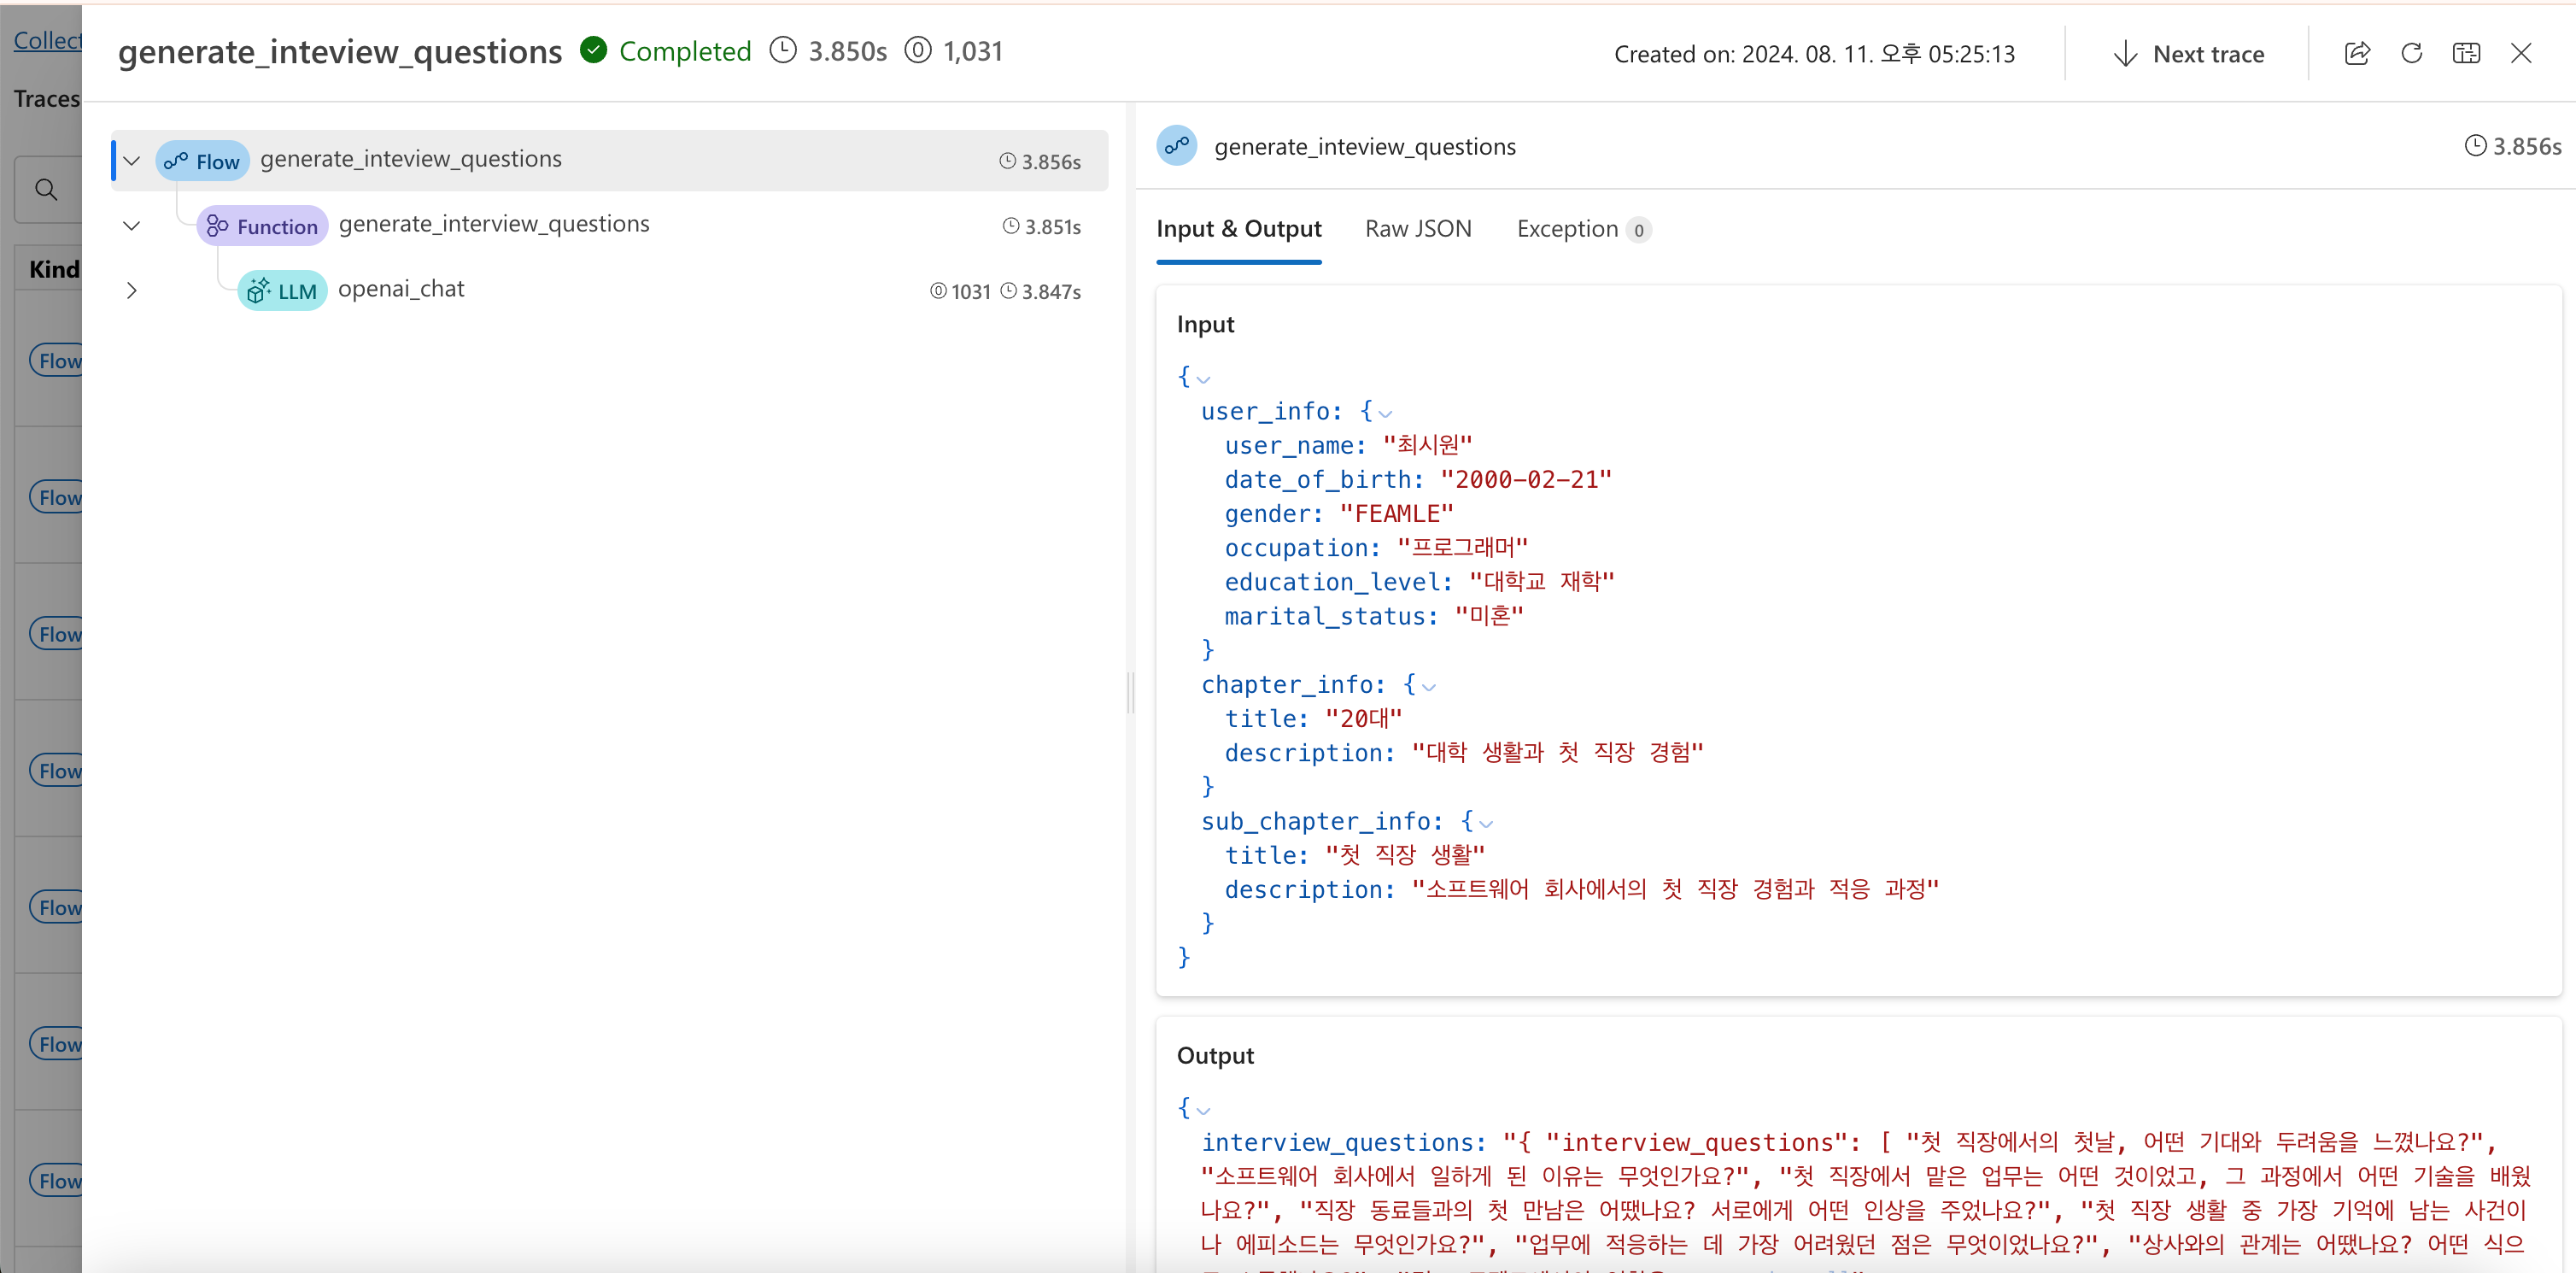 Collect
generate_inteview_questions Completed 3.850s 1,031
Created on: 2024. 08. 11. 오후 05:25:13
Next trace
Traces
Kind
Flow
Flow
Flow
Flow
Flow
Flow
Flow
Flow generate_inteview_questions 3.856s
Function generate_interview_questions 3.851s
LLM openai_chat 1031 3.847s
generate_inteview_questions 3.856s
Input & Output Raw JSON Exception 0
Input
{
user_info: {
user_name: "최시원"
date_of_birth: "2000-02-21"
gender: "FEAMLE"
occupation: "프로그래머"
education_level: "대학교 재학"
marital_status: "미혼"
}
chapter_info: {
title: "20대"
description: "대학 생활과 첫 직장 경험"
}
sub_chapter_info: {
title: "첫 직장 생활"
description: "소프트웨어 회사에서의 첫 직장 경험과 적응 과정"
}
}
Output
{
interview_questions: "{ "interview_questions": [ "첫 직장에서의 첫날, 어떤 기대와 두려움을 느꼈나요?",
"소프트웨어 회사에서 일하게 된 이유는 무엇인가요?", "첫 직장에서 맡은 업무는 어떤 것이었고, 그 과정에서 어떤 기술을 배웠
나요?", "직장 동료들과의 첫 만남은 어땠나요? 서로에게 어떤 인상을 주었나요?", "첫 직장 생활 중 가장 기억에 남는 사건이
나 에피소드는 무엇인가요?", "업무에 적응하는 데 가장 어려웠던 점은 무엇이었나요?", "상사와의 관계는 어땠나요? 어떤 식으